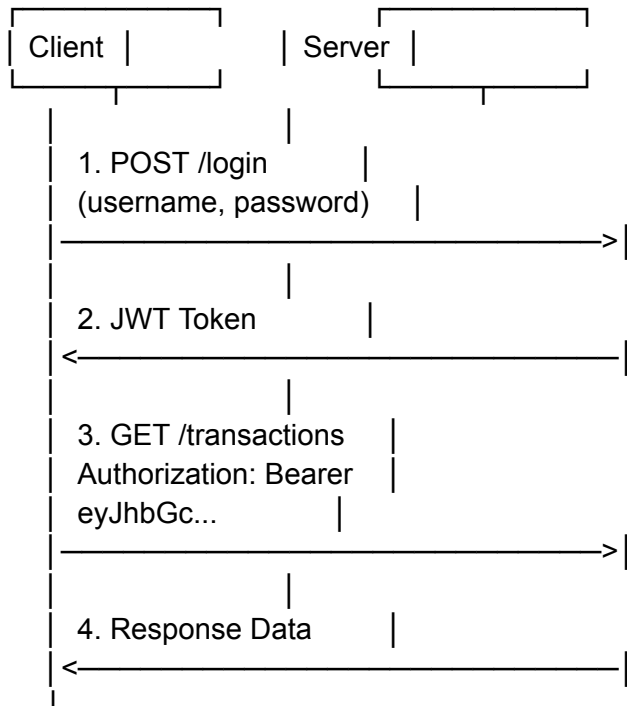 Client Server
1. POST /login
(username, password)
2. JWT Token
3. GET /transactions
Authorization: Bearer
eyJhbGc...
4. Response Data